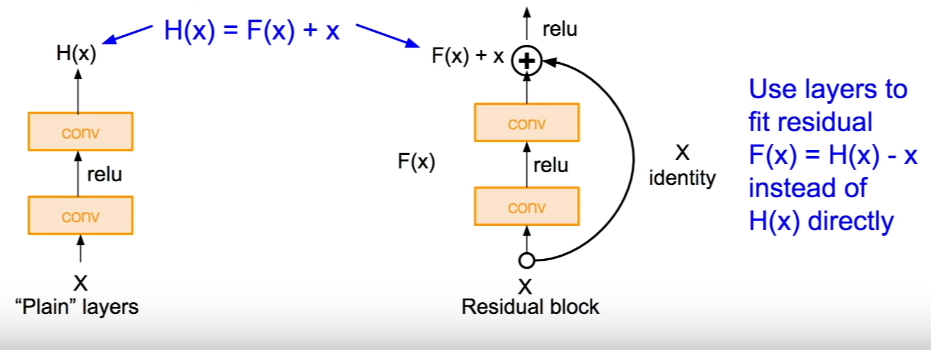 H(x) = F(x) + x
H(x)
conv
relu
conv
X
“Plain” layers
relu
F(x) + x
+
conv
F(x)
relu
conv
X
identity
X
Residual block
Use layers to
fit residual
F(x) = H(x) - x
instead of
H(x) directly